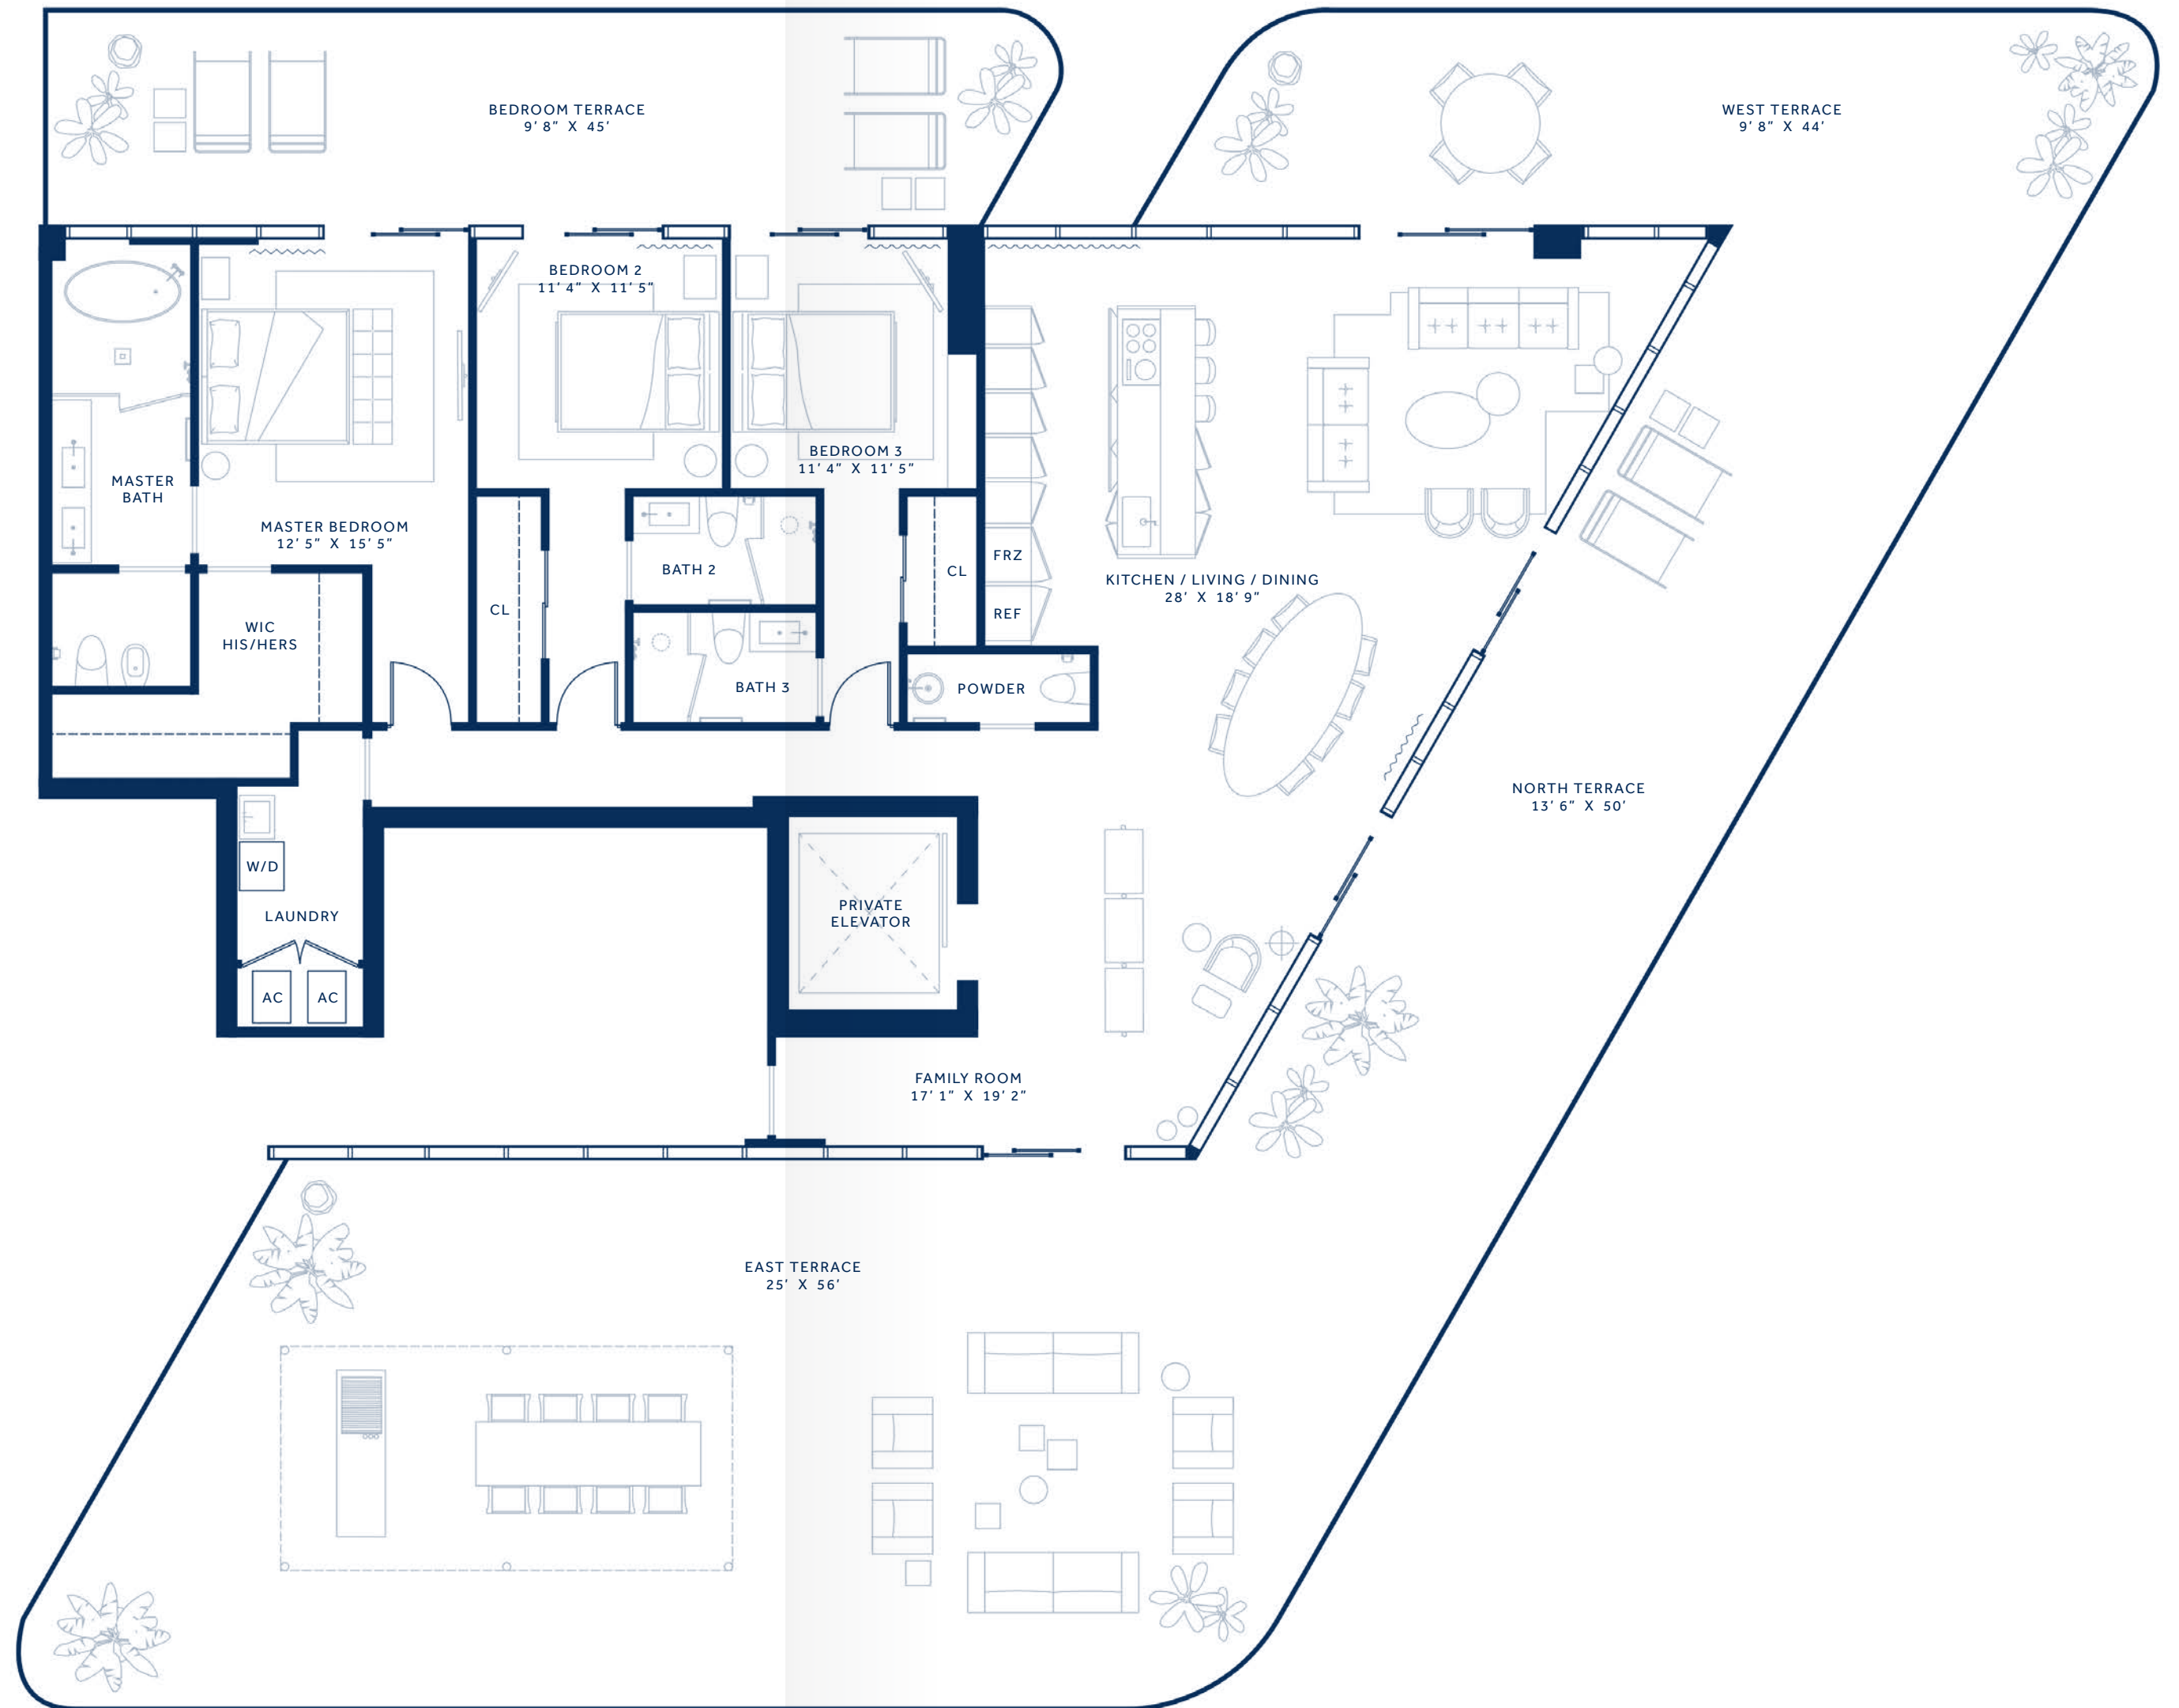 BEDROOM TERRACE
9' 8" X 45'
WEST TERRACE
9' 8" X 44'
BEDROOM 2
11' 4" X 11' 5"
BEDROOM 3
11' 4" X 11' 5"
MASTER
BATH
MASTER BEDROOM
12' 5" X 15' 5"
BATH 2
CL
FRZ
KITCHEN / LIVING / DINING
28' X 18' 9"
CL
REF
WIC
HIS/HERS
BATH 3
POWDER
NORTH TERRACE
13' 6" X 50'
W/D
LAUNDRY
PRIVATE
ELEVATOR
AC
AC
FAMILY ROOM
17' 1" X 19' 2"
EAST TERRACE
25' X 56'